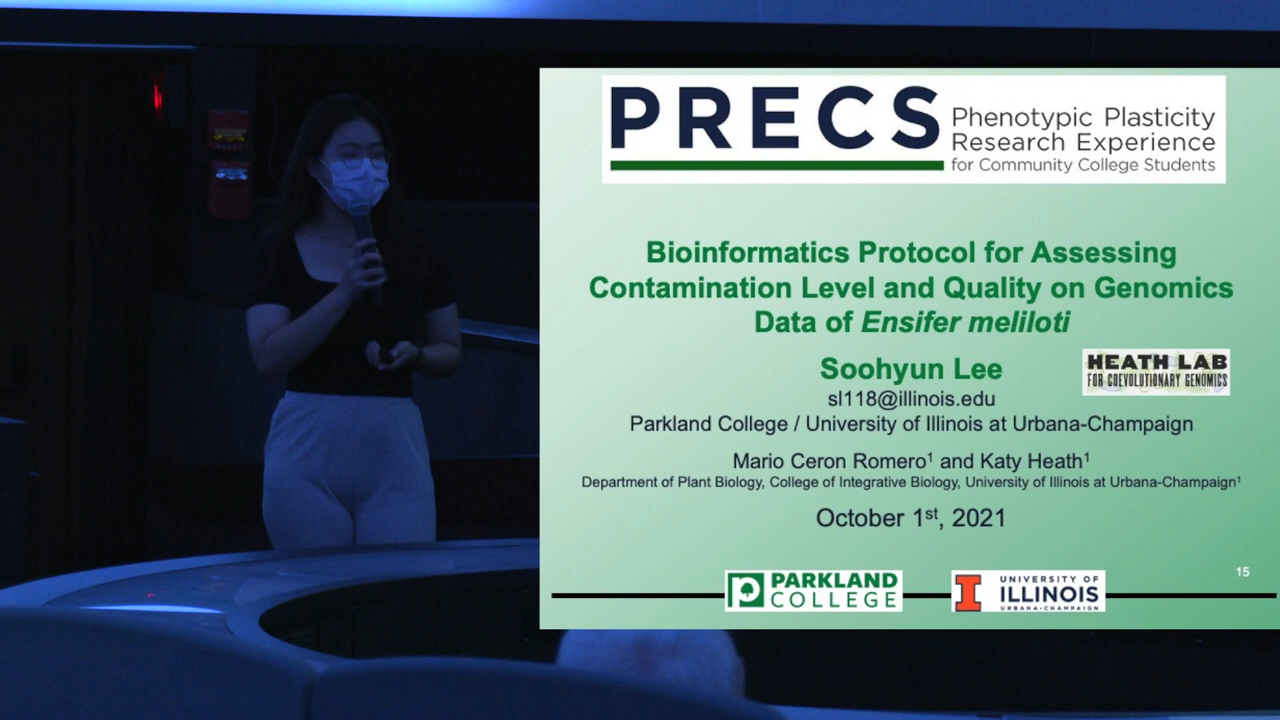 PRECS
Phenotypic Plasticity
Research Experience
for Community College Students
Bioinformatics Protocol for Assessing
Contamination Level and Quality on Genomics
Data of Ensifer meliloti
Soohyun Lee
HEATH LAB
FOR COEVOLUTIONARY GENOMICS
sl118@illinois.edu
Parkland College / University of Illinois at Urbana-Champaign
Mario Ceron Romero¹ and Katy Heath¹
Department of Plant Biology, College of Integrative Biology, University of Illinois at Urbana-Champaign¹
October 1st, 2021
15
PARKLAND
COLLEGE
UNIVERSITY OF
ILLINOIS
URBANA-CHAMPAIGN